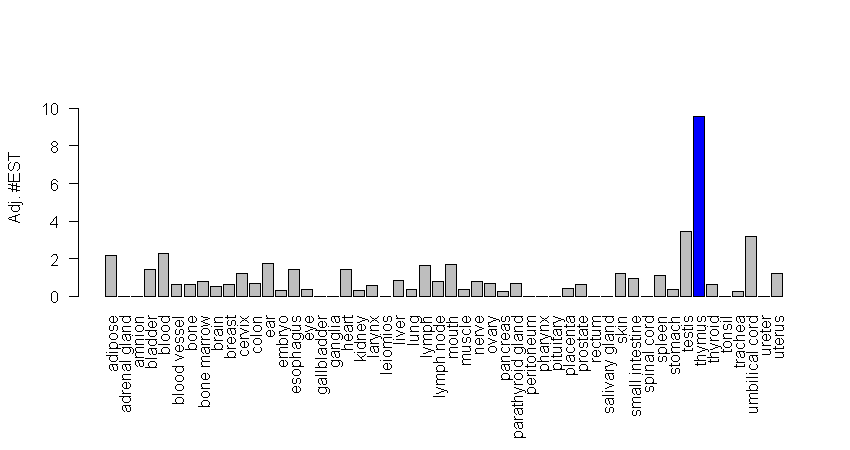 Adj. #EST
10
8
6
4
2
0
adipose
adrenal gland
amnion
bladder
blood
blood vessel
bone
bone marrow
brain
breast
cervix
colon
ear
embryo
esophagus
eye
gallbladder
ganglia
heart
kidney
larynx
leiomios
liver
lung
lymph
lymph node
mouth
muscle
nerve
ovary
pancreas
parathyroid gland
peritoneum
pharynx
pituitary
placenta
prostate
rectum
salivary gland
skin
small intestine
spinal cord
spleen
stomach
testis
thymus
thyroid
tonsil
trachea
umbilical cord
ureter
uterus